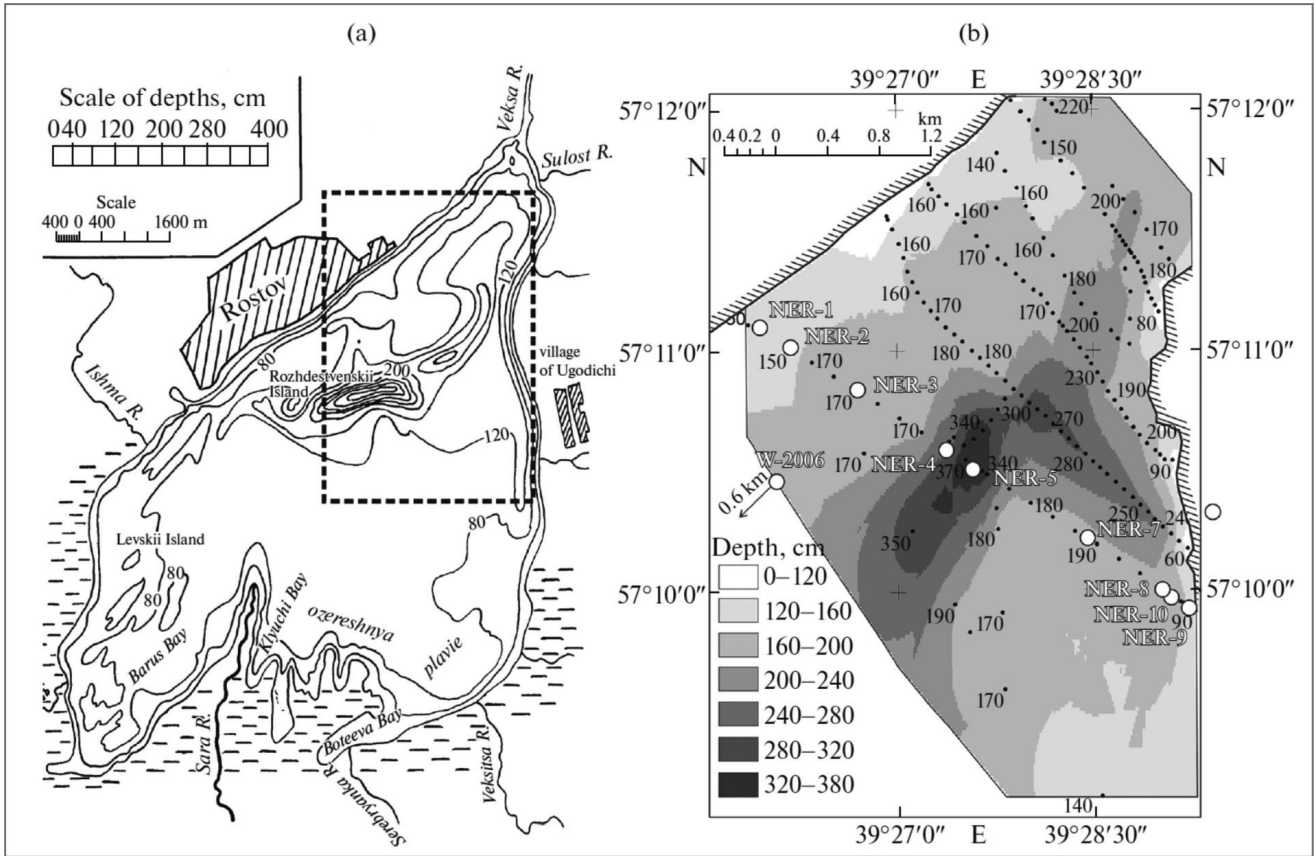 (a)
Scale of depths, cm
040 120 200 280 400
Scale
400 0 400 1600 m
Veksa R.
Sulost R.
Rostov
120
80
200
Rozhdestvenskii
Island
village
of Ugodichi
Ishma R.
120
80
Levskii Island
80
80
Barus Bay
Klyuchi Bay
ozereshnya
plavie
Sara R.
Boteeva Bay
Serebryanka R.
Veksitsa R.
(b)
39°27′0″ E 39°28′30″
57°12′0″ 57°12′0″
N N
km
0.4 0.2 0 0.4 0.8 1.2
220
150
140
160
200
160
160
170
160
160
170
180
180
160
170
170
200
80
NER-1
NER-2
57°11′0″ 57°11′0″
150
170
180
180
230
NER-3
170
190
300
270
340
170
200
170
NER-4
370
340
NER-5
280
90
W-2006
0.6 km
180
250
24
NER-7
350
180
190
60
Depth, cm
0–120
120–160
160–200
200–240
240–280
280–320
320–380
57°10′0″ 57°10′0″
NER-8
NER-10
NER-9
90
190
170
170
140
39°27′0″ E 39°28′30″